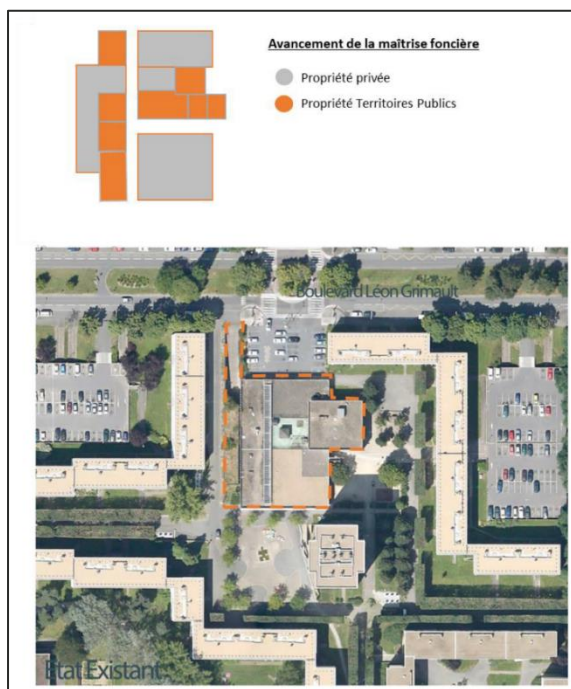 Avancement de la maîtrise foncière
Propriété privée
Propriété Territoires Publics
Boulevard Léon Grimault
Etat Existant